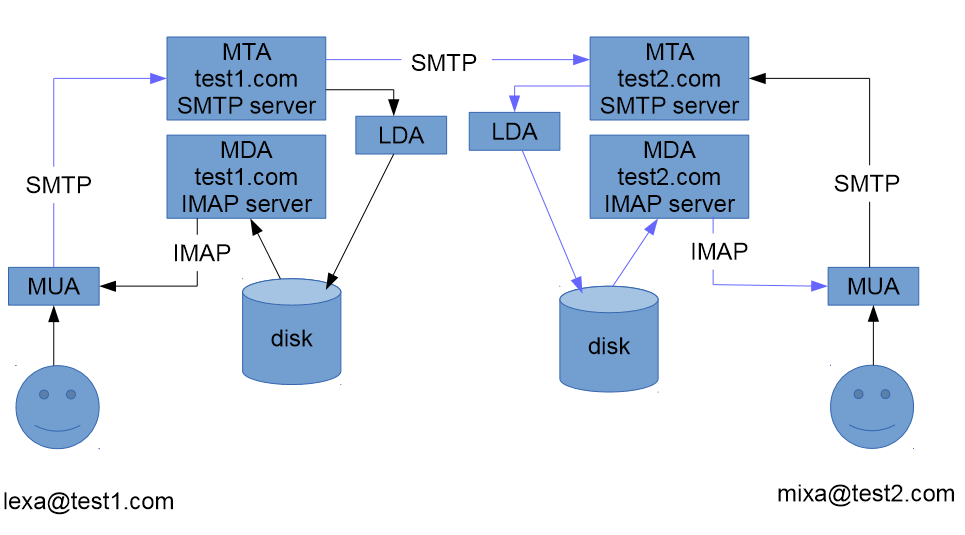 MTA
test1.com
SMTP server
SMTP
MTA
test2.com
SMTP server
LDA
LDA
MDA
test1.com
IMAP server
MDA
test2.com
IMAP server
SMTP
SMTP
IMAP
IMAP
MUA
MUA
disk
disk
lexa@test1.com
mixa@test2.com